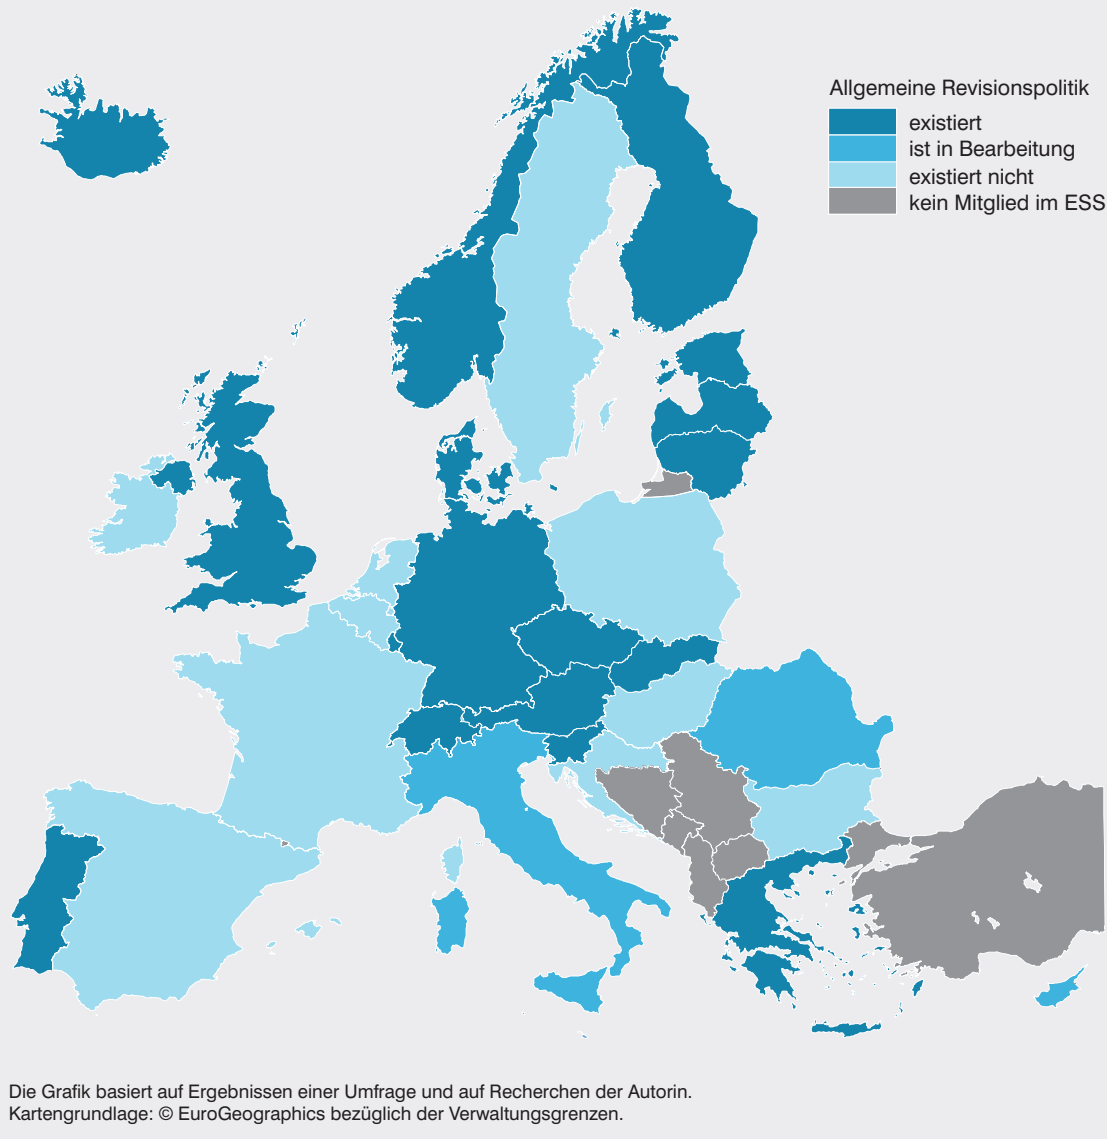 Allgemeine Revisionspolitik
existiert
ist in Bearbeitung
existiert nicht
kein Mitglied im ESS
Die Grafik basiert auf Ergebnissen einer Umfrage und auf Recherchen der Autorin.
Kartengrundlage: © EuroGeographics bezüglich der Verwaltungsgrenzen.